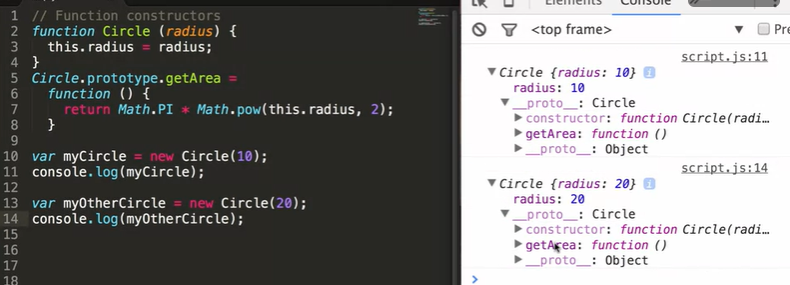 1 // Function constructors
2 function Circle (radius) {
3 this.radius = radius;
4 }
5 Circle.prototype.getArea =
6 function () {
7 return Math.PI * Math.pow(this.radius, 2);
8 }
9
10 var myCircle = new Circle(10);
11 console.log(myCircle);
12
13 var myOtherCircle = new Circle(20);
14 console.log(myOtherCircle);
15
16
17
18
Elements Console
<top frame> ▼ Pre
script.js:11
▼ Circle {radius: 10} i
radius: 10
▼ __proto__: Circle
▶ constructor: function Circle(radi…
▶ getArea: function ()
▶ __proto__: Object
script.js:14
▼ Circle {radius: 20} i
radius: 20
▼ __proto__: Circle
▶ constructor: function Circle(radi…
▶ getArea: function ()
▶ __proto__: Object
>